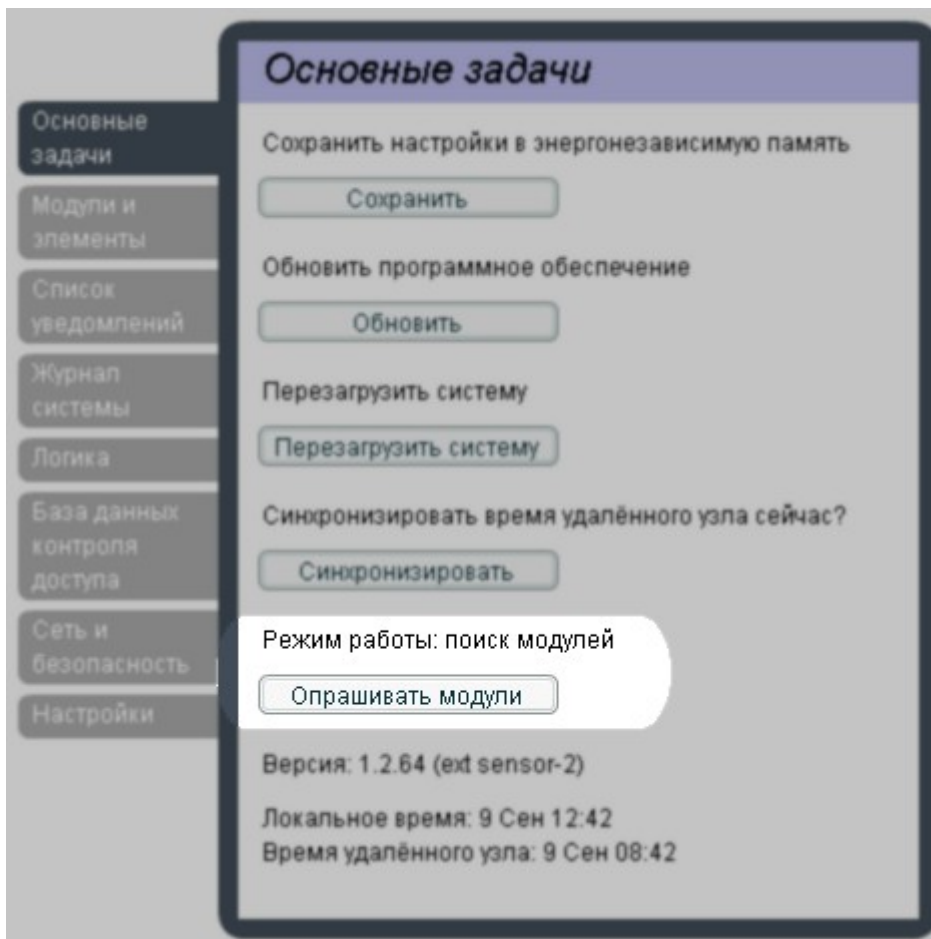 Основные задачи
Основные
задачи
Модули и
элементы
Список
уведомлений
Журнал
системы
Логика
База данных
контроля
доступа
Сеть и
безопасность
Настройки
Сохранить настройки в энергонезависимую память
Сохранить
Обновить программное обеспечение
Обновить
Перезагрузить систему
Перезагрузить систему
Синхронизировать время удалённого узла сейчас?
Синхронизировать
Режим работы: поиск модулей
Опрашивать модули
Версия: 1.2.64 (ext sensor-2)
Локальное время: 9 Сен 12:42
Время удалённого узла: 9 Сен 08:42